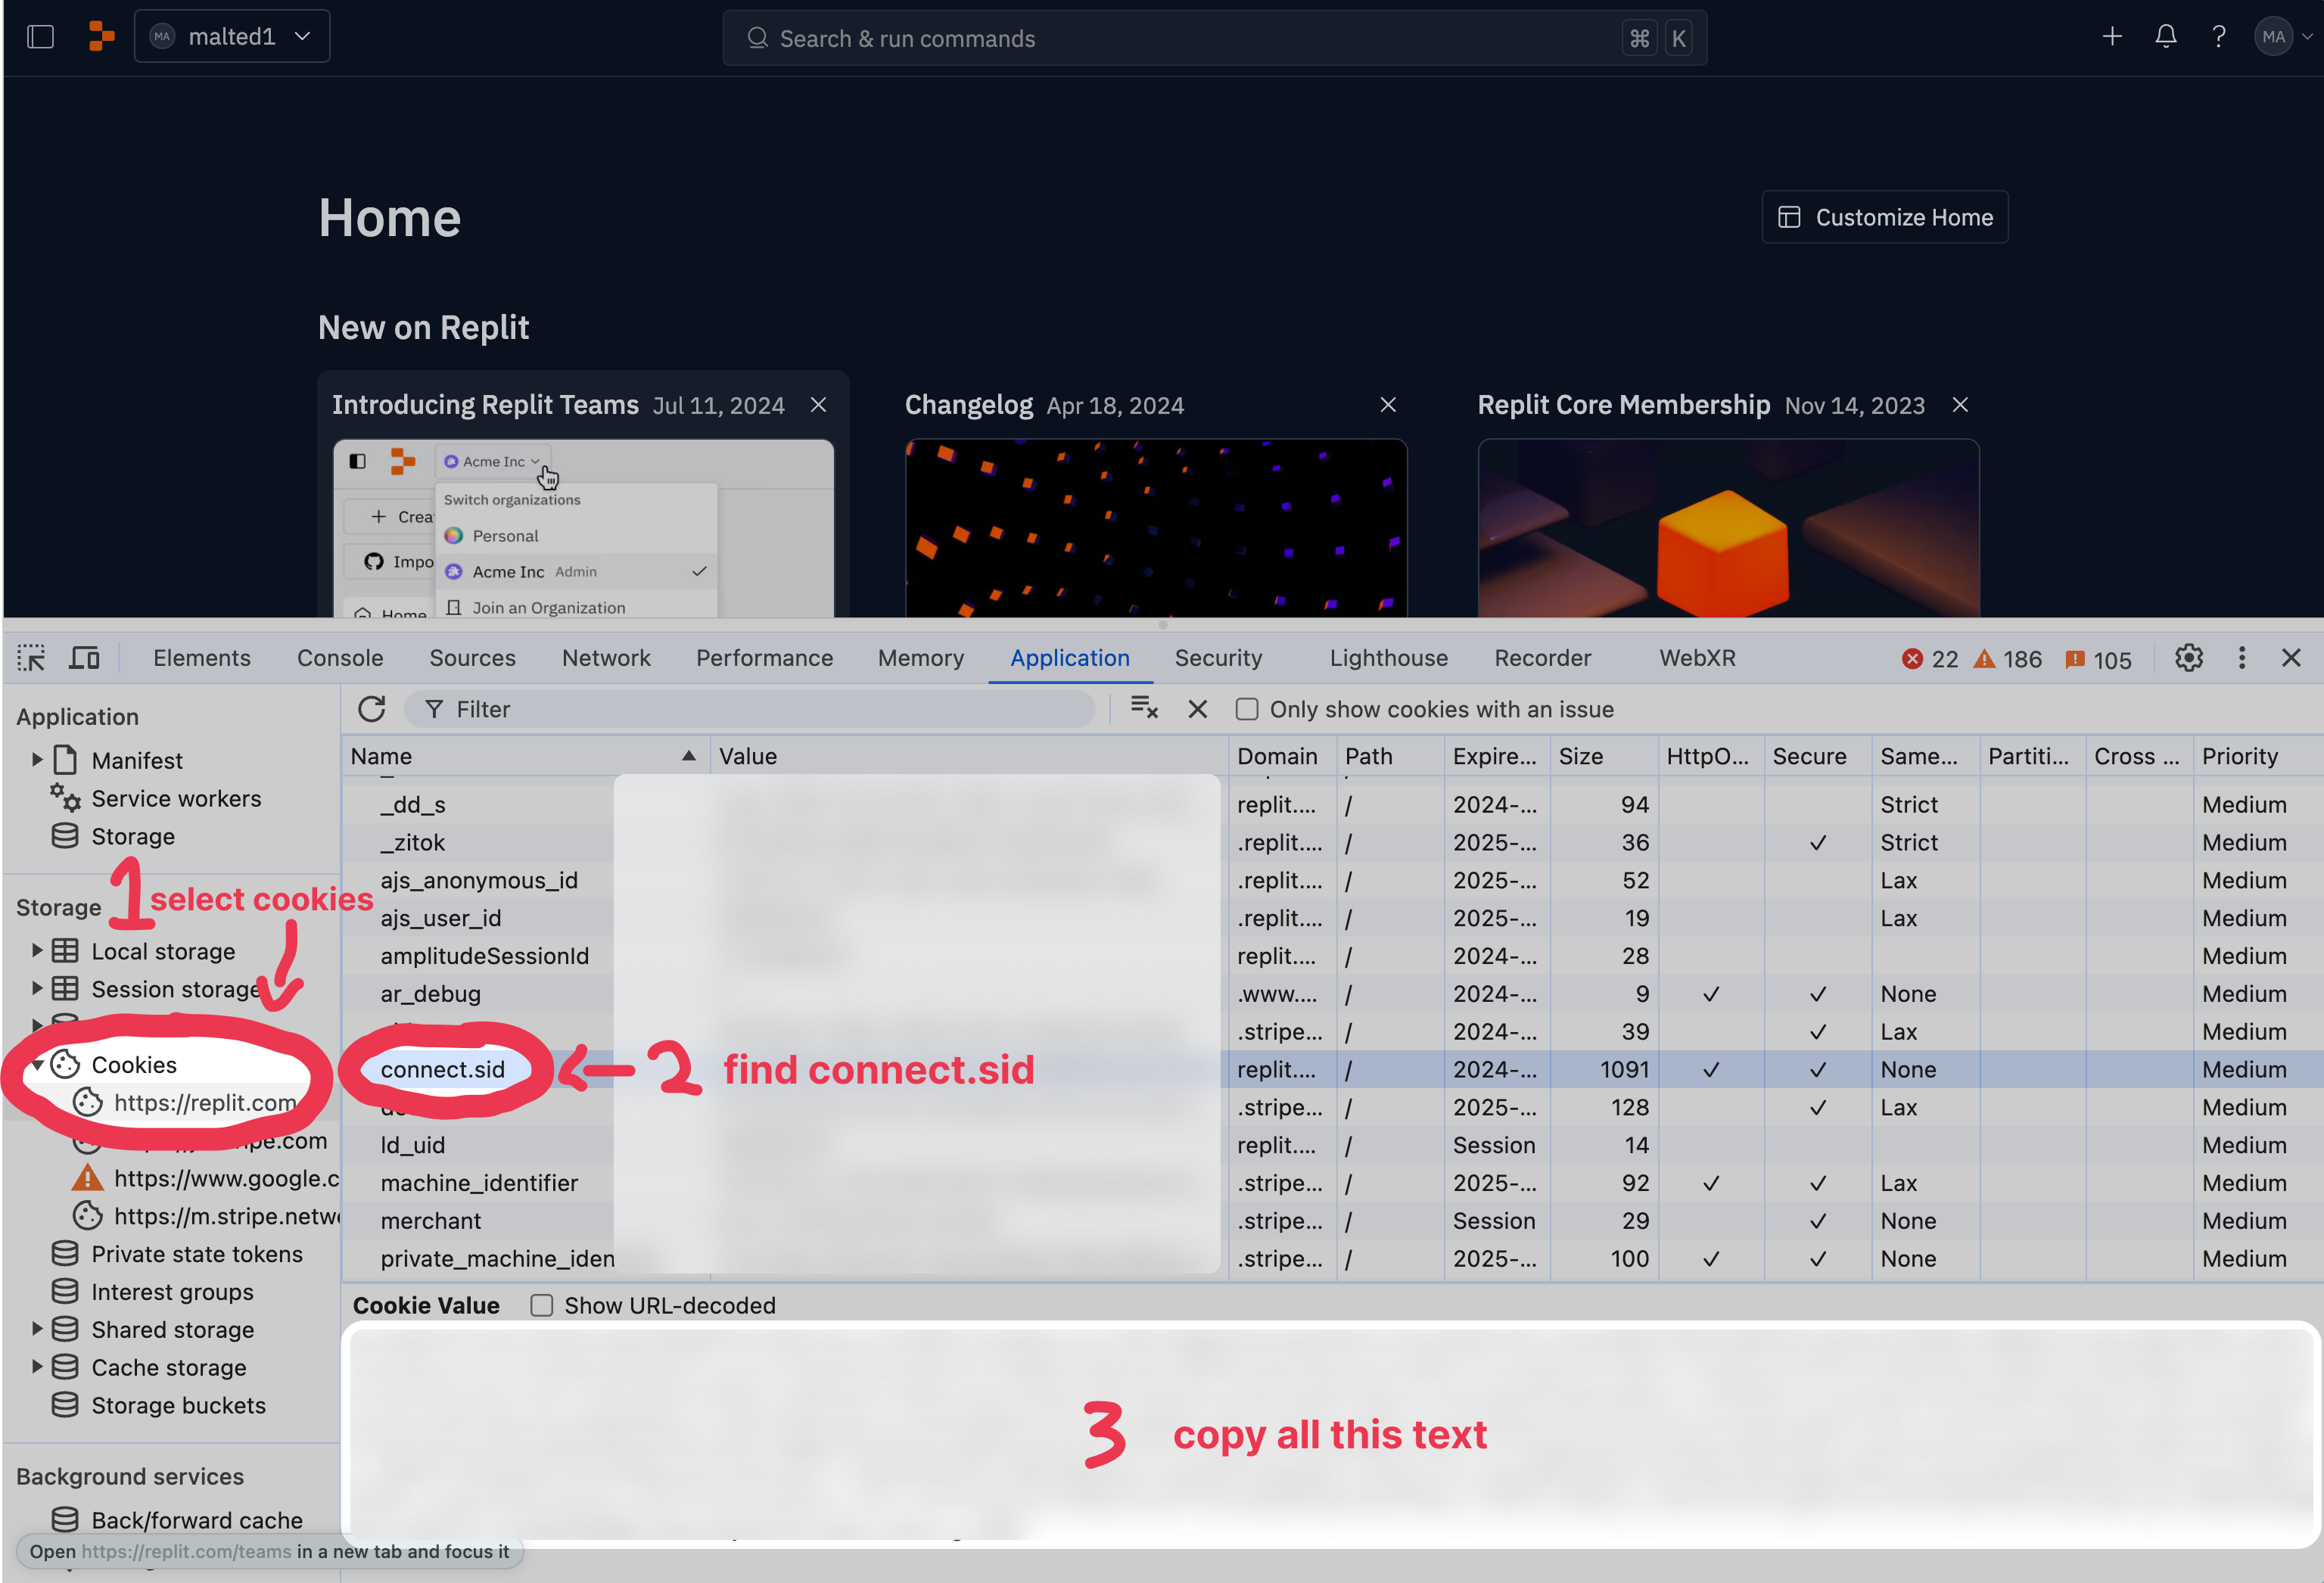 MA malted1
Search & run commands
⌘ K
MA
Home
Customize Home
New on Replit
Introducing Replit Teams Jul 11, 2024
Changelog Apr 18, 2024
Replit Core Membership Nov 14, 2023
Acme Inc
Switch organizations
Crea
Personal
Impo
Acme Inc Admin
Home
Join an Organization
Elements Console Sources Network Performance Memory Application Security Lighthouse Recorder WebXR 22 186 105
Application
Manifest
Service workers
Storage
1 select cookies
Storage
Local storage
Session storage
Cookies
https://replit.com
https://www.google.c
https://m.stripe.netwo
Private state tokens
Interest groups
Shared storage
Cache storage
Storage buckets
Background services
Back/forward cache
Open https://replit.com/teams in a new tab and focus it
Filter
Only show cookies with an issue
Name Value Domain Path Expire... Size HttpO... Secure Same... Partiti... Cross ... Priority
_dd_s replit.... / 2024-... 94 Strict Medium
_zitok .replit.... / 2025-... 36 ✓ Strict Medium
ajs_anonymous_id .replit.... / 2025-... 52 Lax Medium
ajs_user_id .replit.... / 2025-... 19 Lax Medium
amplitudeSessionId replit.... / 2024-... 28 Medium
ar_debug .www.... / 2024-... 9 ✓ ✓ None Medium
.stripe... / 2024-... 39 ✓ Lax Medium
connect.sid 2 find connect.sid replit.... / 2024-... 1091 ✓ ✓ None Medium
.stripe... / 2025-... 128 ✓ Lax Medium
ld_uid replit.... / Session 14 Medium
machine_identifier .stripe... / 2025-... 92 ✓ ✓ Lax Medium
merchant .stripe... / Session 29 ✓ None Medium
private_machine_iden .stripe... / 2025-... 100 ✓ ✓ None Medium
Cookie Value Show URL-decoded
3 copy all this text